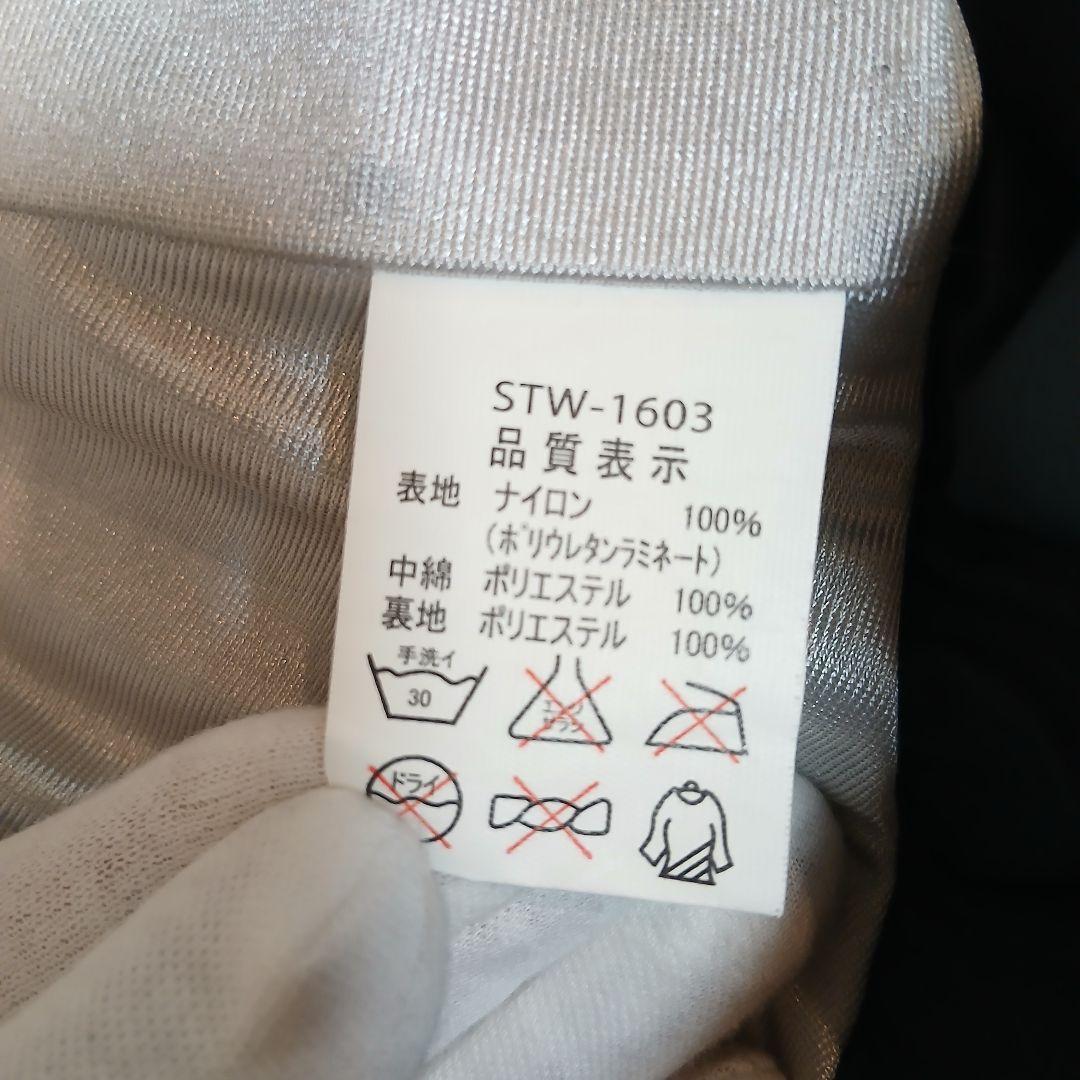 STW-1603
品質表示
表地 ナイロン 100%
(ポリウレタンラミネート)
中綿 ポリエステル 100%
裏地 ポリエステル 100%
手洗イ
30
エンソ
サラシ
ドライ